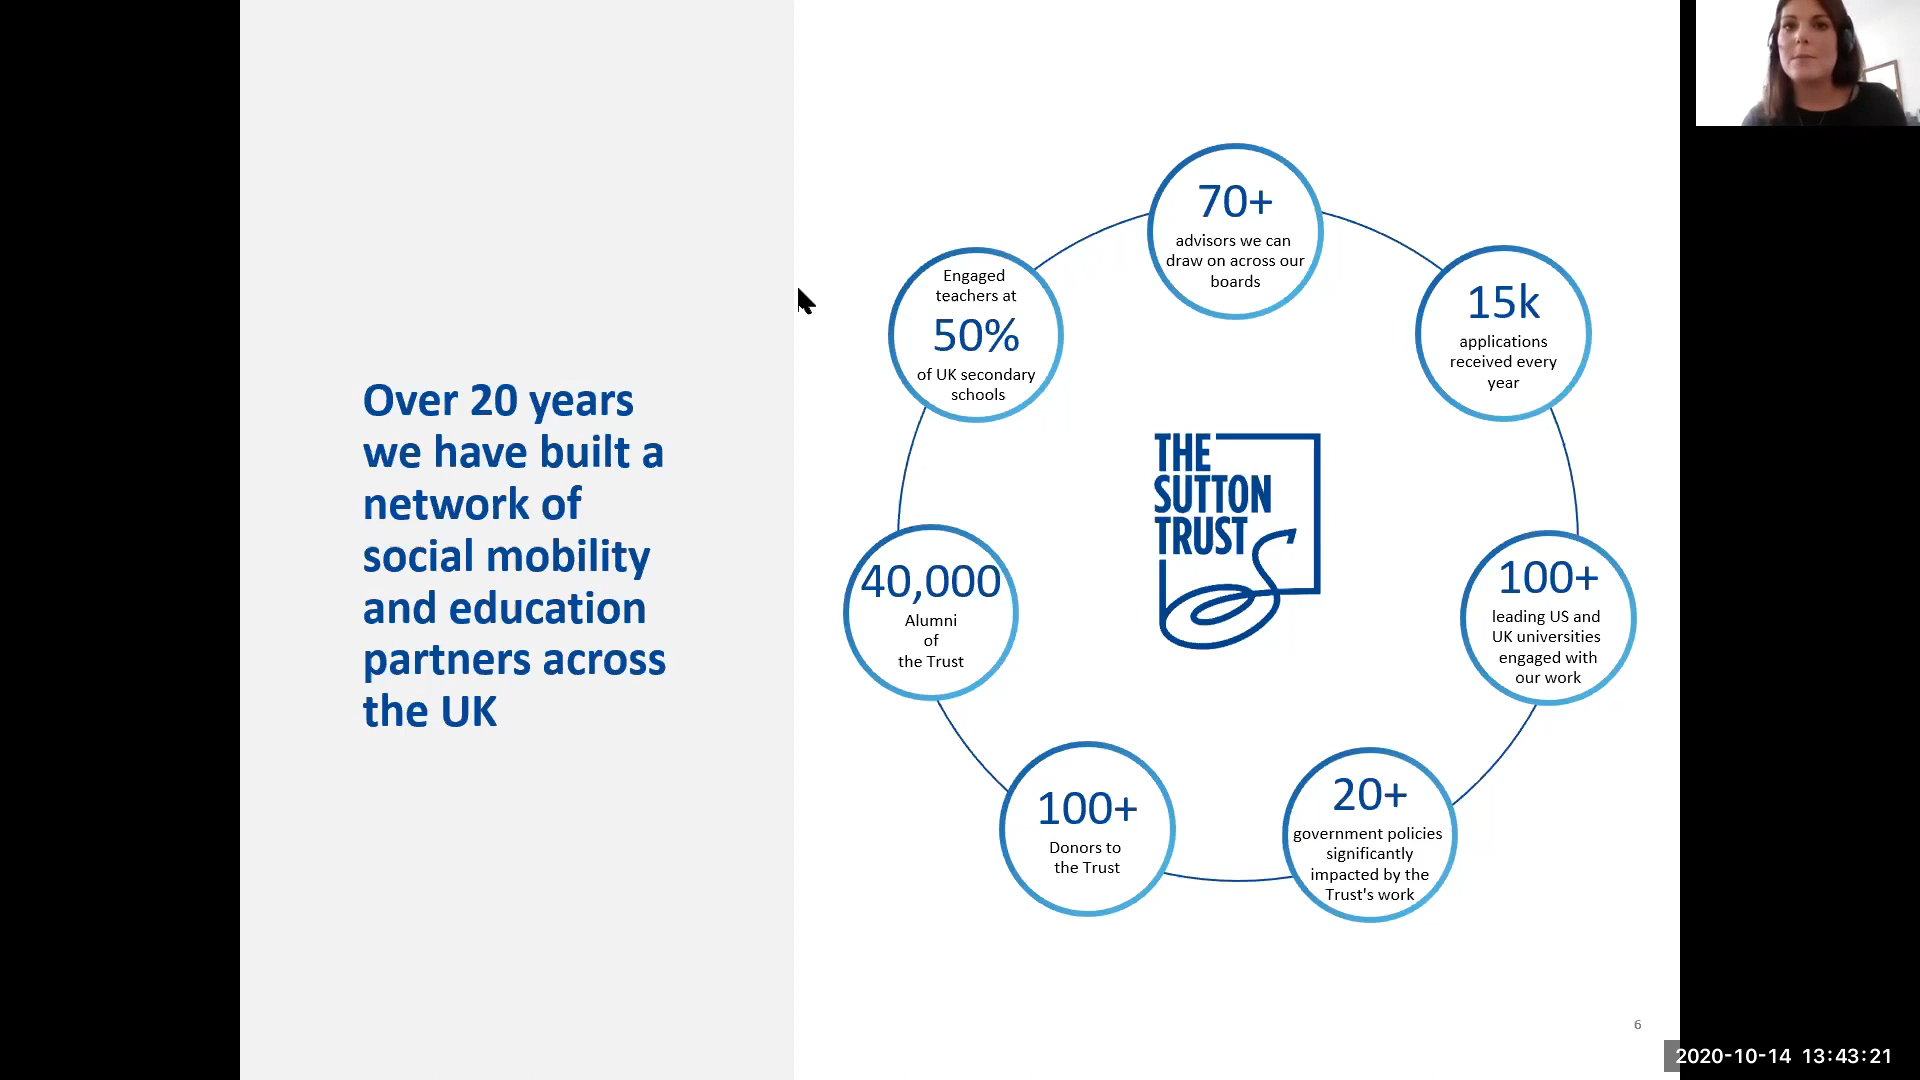 Over 20 years
we have built a
network of
social mobility
and education
partners across
the UK
70+
advisors we can
draw on across our
boards
15k
applications
received every
year
100+
leading US and
UK universities
engaged with
our work
20+
government policies
significantly
impacted by the
Trust's work
100+
Donors to
the Trust
40,000
Alumni
of
the Trust
Engaged
teachers at
50%
of UK secondary
schools
THE
SUTTON
TRUST
6
2020-10-14 13:43:21